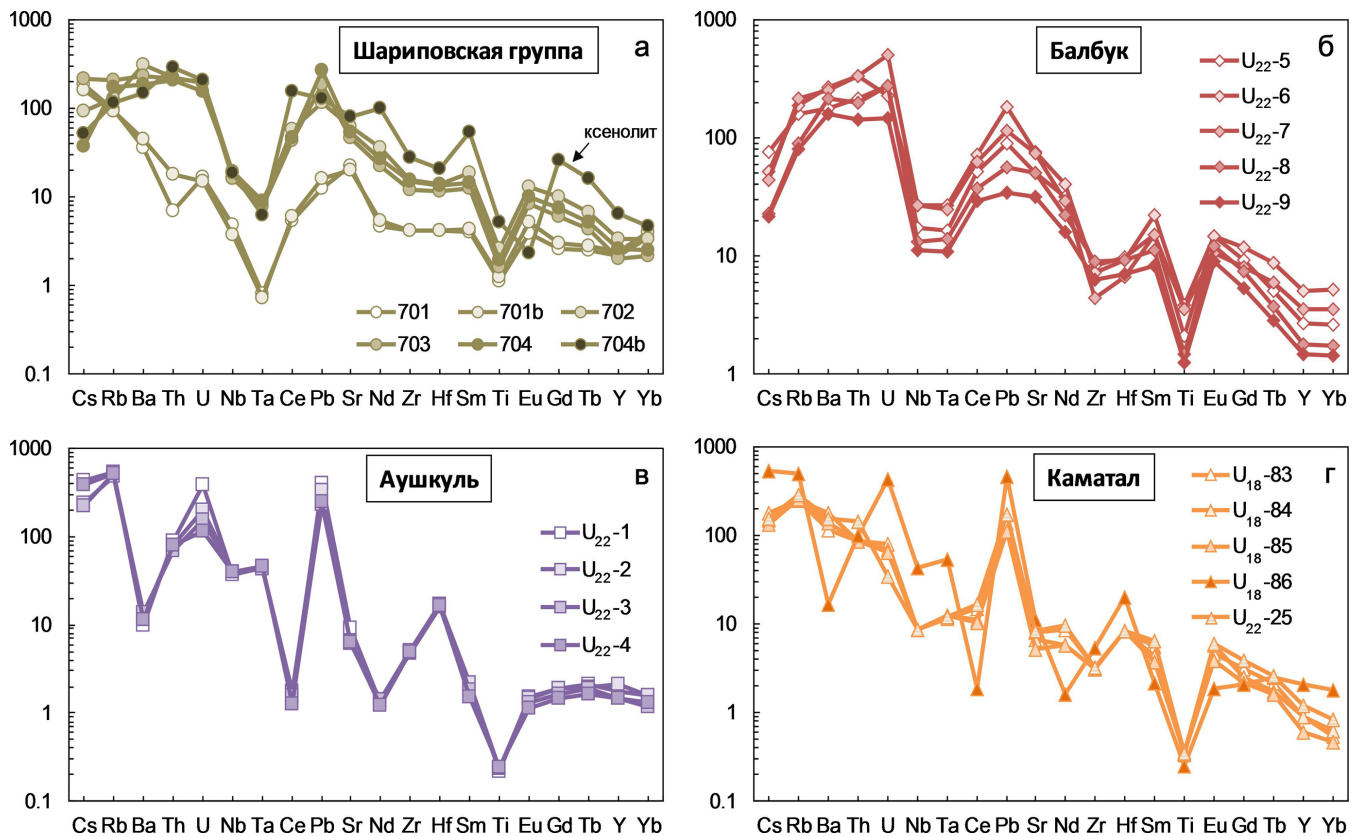 Шариповская группа
а
1000
100
10
1
0.1
ксенолит
701 701b 702
703 704 704b
Cs Rb Ba Th U Nb Ta Ce Pb Sr Nd Zr Hf Sm Ti Eu Gd Tb Y Yb
Балбук
б
1000
100
10
1
U22-5
U22-6
U22-7
U22-8
U22-9
Cs Rb Ba Th U Nb Ta Ce Pb Sr Nd Zr Hf Sm Ti Eu Gd Tb Y Yb
Аушкуль
в
1000
100
10
1
0.1
U22-1
U22-2
U22-3
U22-4
Cs Rb Ba Th U Nb Ta Ce Pb Sr Nd Zr Hf Sm Ti Eu Gd Tb Y Yb
Каматал
г
1000
100
10
1
0.1
U18-83
U18-84
U18-85
U18-86
U22-25
Cs Rb Ba Th U Nb Ta Ce Pb Sr Nd Zr Hf Sm Ti Eu Gd Tb Y Yb